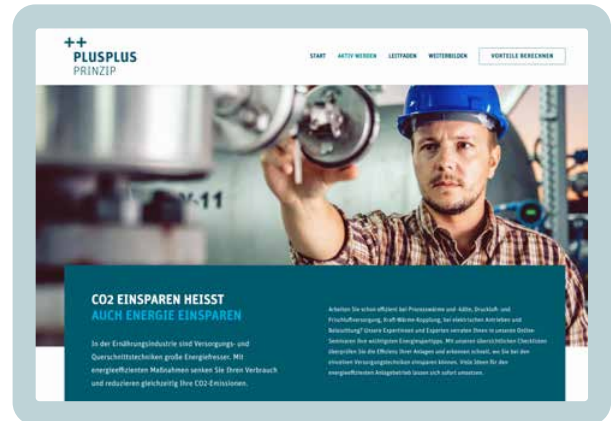 ++
PLUSPLUS
PRINZIP
START AKTIV WERDEN LEITFADEN WEITERBILDEN VORTEILE BERECHNEN
-11
CO2 EINSPAREN HEISST
AUCH ENERGIE EINSPAREN
In der Ernährungsindustrie sind Versorgungs- und
Querschnittstechniken große Energiefresser. Mit
energieeffizienten Maßnahmen senken Sie Ihren Verbrauch
und reduzieren gleichzeitig Ihre CO2-Emissionen.
Arbeiten Sie schon effizient bei Prozesswärme und -kälte, Druckluft- und
Frischluftversorgung, Kraft-Wärme-Kopplung, bei elektrischen Antrieben und
Beleuchtung? Unsere Expertinnen und Experten verraten Ihnen in unseren Online-
Seminaren ihre wichtigsten Energiespartipps. Mit unseren übersichtlichen Checklisten
überprüfen Sie die Effizienz Ihrer Anlagen und erkennen schnell, wo Sie bei den
einzelnen Versorgungstechniken einsparen können. Viele Ideen für den
energieeffizienten Anlagebetrieb lassen sich sofort umsetzen.